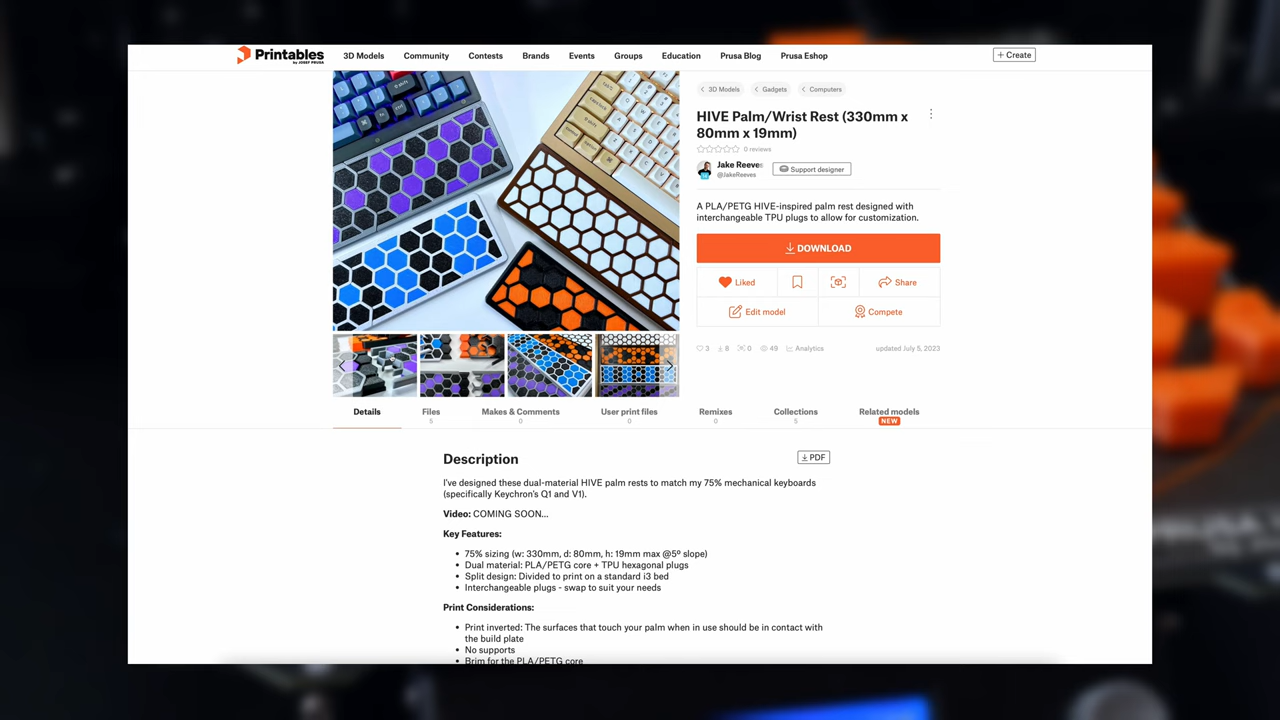 Printables
by JOSEF PRUSA
3D Models
Community
Contests
Brands
Events
Groups
Education
Prusa Blog
Prusa Eshop
+ Create
3D Models
Gadgets
Computers
HIVE Palm/Wrist Rest (330mm x
80mm x 19mm)
0 reviews
Jake Reeves
@JakeReeves
Support designer
A PLA/PETG HIVE-inspired palm rest designed with
interchangeable TPU plugs to allow for customization.
DOWNLOAD
Liked
Share
Edit model
Compete
3
8
0
49
Analytics
updated July 5, 2023
Details
Files
5
Makes & Comments
0
User print files
0
Remixes
0
Collections
5
Related models
NEW
Description
PDF
I've designed these dual-material HIVE palm rests to match my 75% mechanical keyboards
(specifically Keychron's Q1 and V1).
Video: COMING SOON...
Key Features:
• 75% sizing (w: 330mm, d: 80mm, h: 19mm max @5º slope)
• Dual material: PLA/PETG core + TPU hexagonal plugs
• Split design: Divided to print on a standard i3 bed
• Interchangeable plugs - swap to suit your needs
Print Considerations:
• Print inverted: The surfaces that touch your palm when in use should be in contact with
the build plate
• No supports
• Brim for the PLA/PETG core